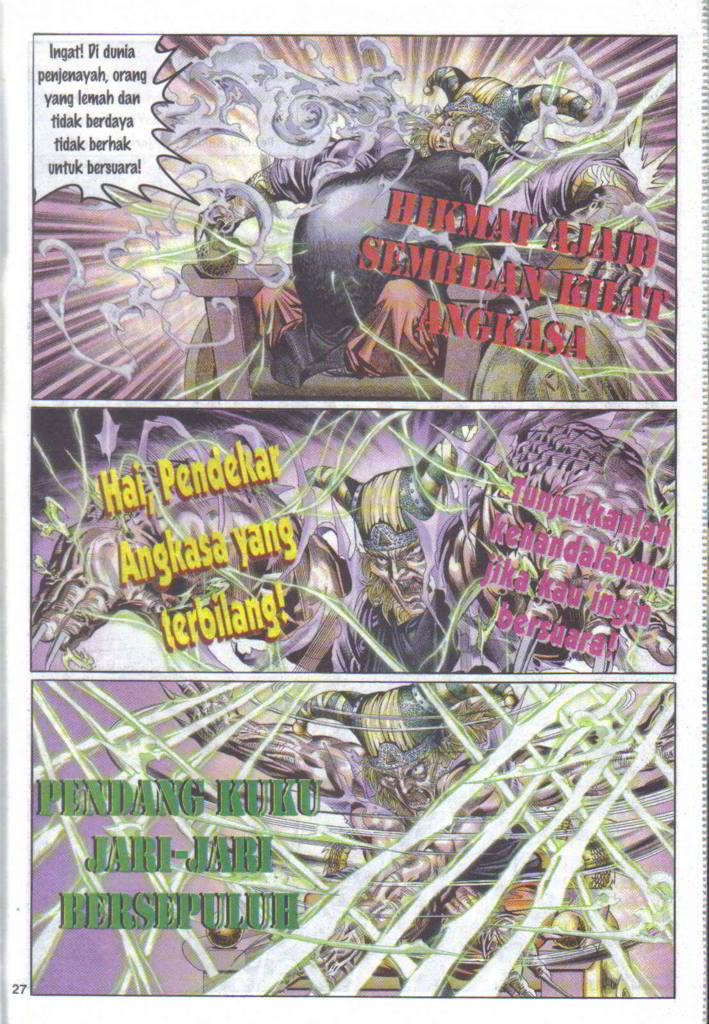 Ingat! Di dunia
penjenayah, orang
yang lemah dan
tidak berdaya
tidak berhak
untuk bersuara!
HIKMAT AJAIB
SEMBILAN KILAT
ANGKASA
Hai, Pendekar
Angkasa yang
terbilang!
Tunjukkanlah
kehandalanmu
jika kau ingin
bersuara!
PENDANG KUKU
JARI-JARI
BERSEPULUH
27